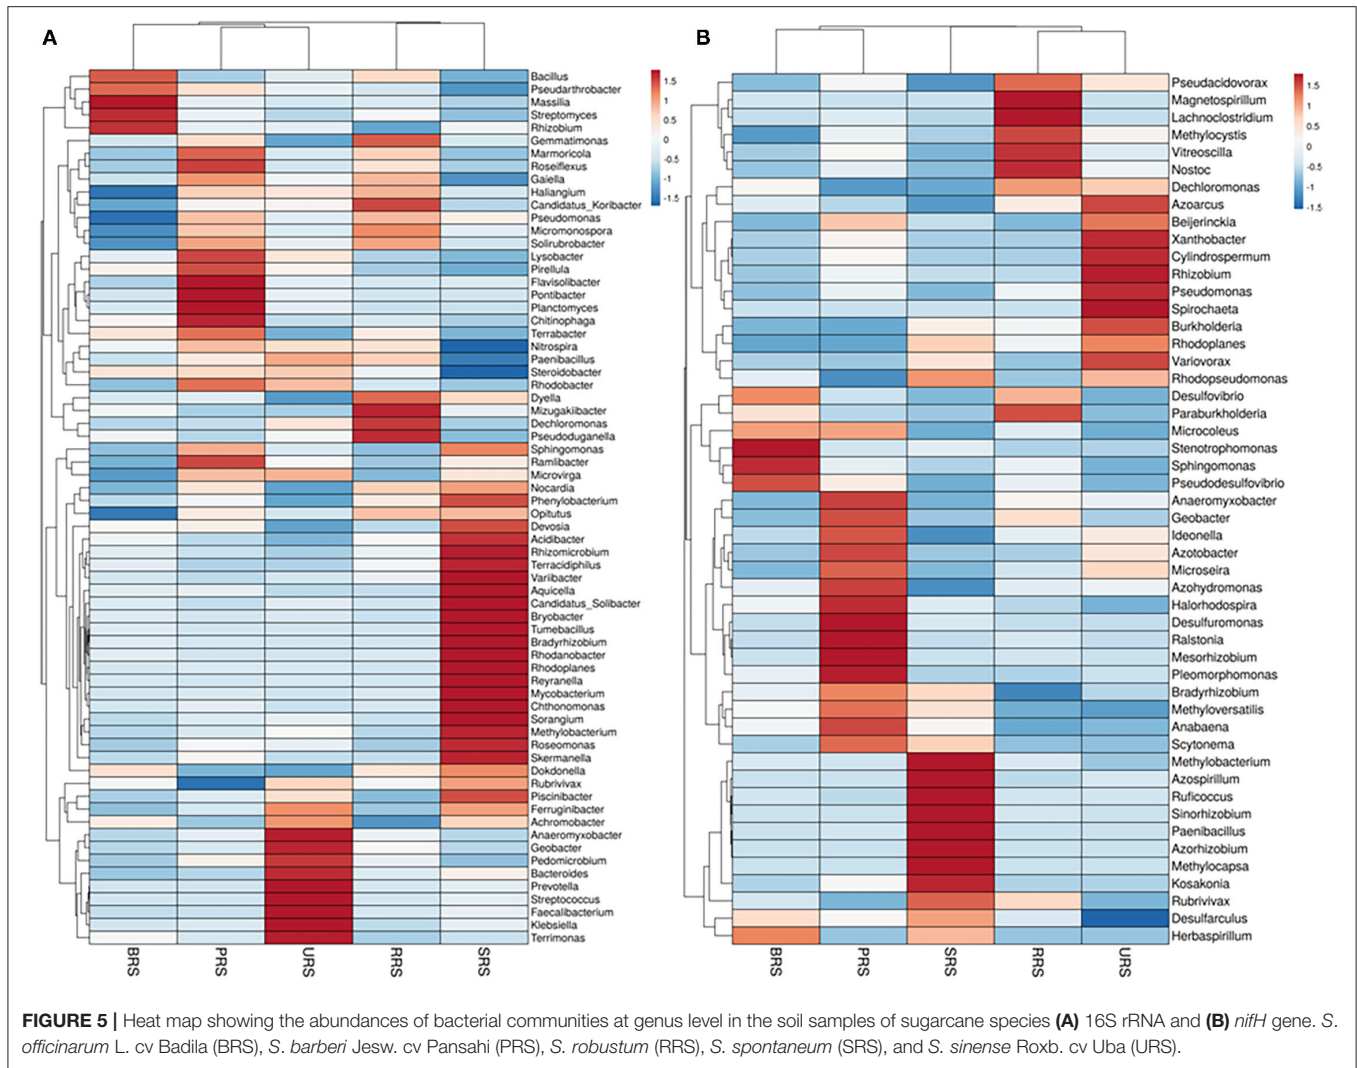 A
Bacillus
Pseudarthrobacter
Massilia
Streptomyces
Rhizobium
Gemmatimonas
Marmoricola
Roseiflexus
Gaiella
Haliangium
Candidatus_Koribacter
Pseudomonas
Micromonospora
Solirubrobacter
Lysobacter
Pirellula
Flavisolibacter
Pontibacter
Planctomyces
Chitinophaga
Terrabacter
Nitrospira
Paenibacillus
Steroidobacter
Rhodobacter
Dyella
Mizugakiibacter
Dechloromonas
Pseudoduganella
Sphingomonas
Ramlibacter
Microvirga
Nocardia
Phenylobacterium
Opitutus
Devosia
Acidibacter
Rhizomicrobium
Terracidiphilus
Variibacter
Aquicella
Candidatus_Solibacter
Bryobacter
Tumebacillus
Bradyrhizobium
Rhodanobacter
Rhodoplanes
Reyranella
Mycobacterium
Chthonomonas
Sorangium
Methylobacterium
Roseomonas
Skermanella
Dokdonella
Rubrivivax
Piscinibacter
Ferruginibacter
Achromobacter
Anaeromyxobacter
Geobacter
Pedomicrobium
Bacteroides
Prevotella
Streptococcus
Faecalibacterium
Klebsiella
Terrimonas
BRS PRS URS RRS SRS
1.5
1
0.5
0
-0.5
-1
-1.5
B
Pseudacidovorax
Magnetospirillum
Lachnoclostridium
Methylocystis
Vitreoscilla
Nostoc
Dechloromonas
Azoarcus
Beijerinckia
Xanthobacter
Cylindrospermum
Rhizobium
Pseudomonas
Spirochaeta
Burkholderia
Rhodoplanes
Variovorax
Rhodopseudomonas
Desulfovibrio
Paraburkholderia
Microcoleus
Stenotrophomonas
Sphingomonas
Pseudodesulfovibrio
Anaeromyxobacter
Geobacter
Ideonella
Azotobacter
Microseira
Azohydromonas
Halorhodospira
Desulfuromonas
Ralstonia
Mesorhizobium
Pleomorphomonas
Bradyrhizobium
Methyloversatilis
Anabaena
Scytonema
Methylobacterium
Azospirillum
Ruficoccus
Sinorhizobium
Paenibacillus
Azorhizobium
Methylocapsa
Kosakonia
Rubrivivax
Desulfarculus
Herbaspirillum
BRS PRS SRS RRS URS
1.5
1
0.5
0
-0.5
-1
-1.5
FIGURE 5 | Heat map showing the abundances of bacterial communities at genus level in the soil samples of sugarcane species (A) 16S rRNA and (B) nifH gene. S.
officinarum L. cv Badila (BRS), S. barberi Jesw. cv Pansahi (PRS), S. robustum (RRS), S. spontaneum (SRS), and S. sinense Roxb. cv Uba (URS).